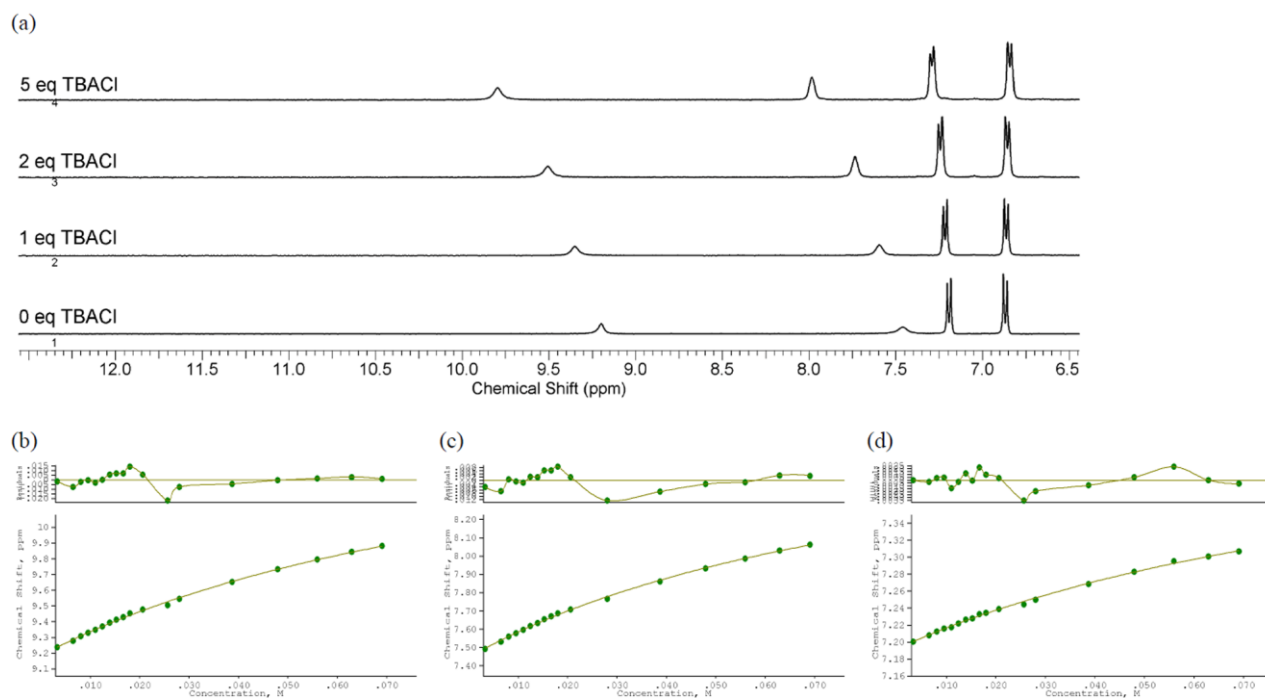 (a)
5 eq TBACl
4
2 eq TBACl
3
1 eq TBACl
2
0 eq TBACl
1
12.0 11.5 11.0 10.5 10.0 9.5 9.0 8.5 8.0 7.5 7.0 6.5
Chemical Shift (ppm)
(b)
10
9.9
9.8
9.7
9.6
9.5
9.4
9.3
9.2
9.1
Chemical Shift, ppm
.010 .020 .030 .040 .050 .060 .070
Concentration, M
(c)
8.20
8.10
8.00
7.90
7.80
7.70
7.60
7.50
7.40
Chemical Shift, ppm
.010 .020 .030 .040 .050 .060 .070
Concentration, M
(d)
7.34
7.32
7.30
7.28
7.26
7.24
7.22
7.20
7.18
7.16
Chemical Shift, ppm
.010 .020 .030 .040 .050 .060 .070
Concentration, M